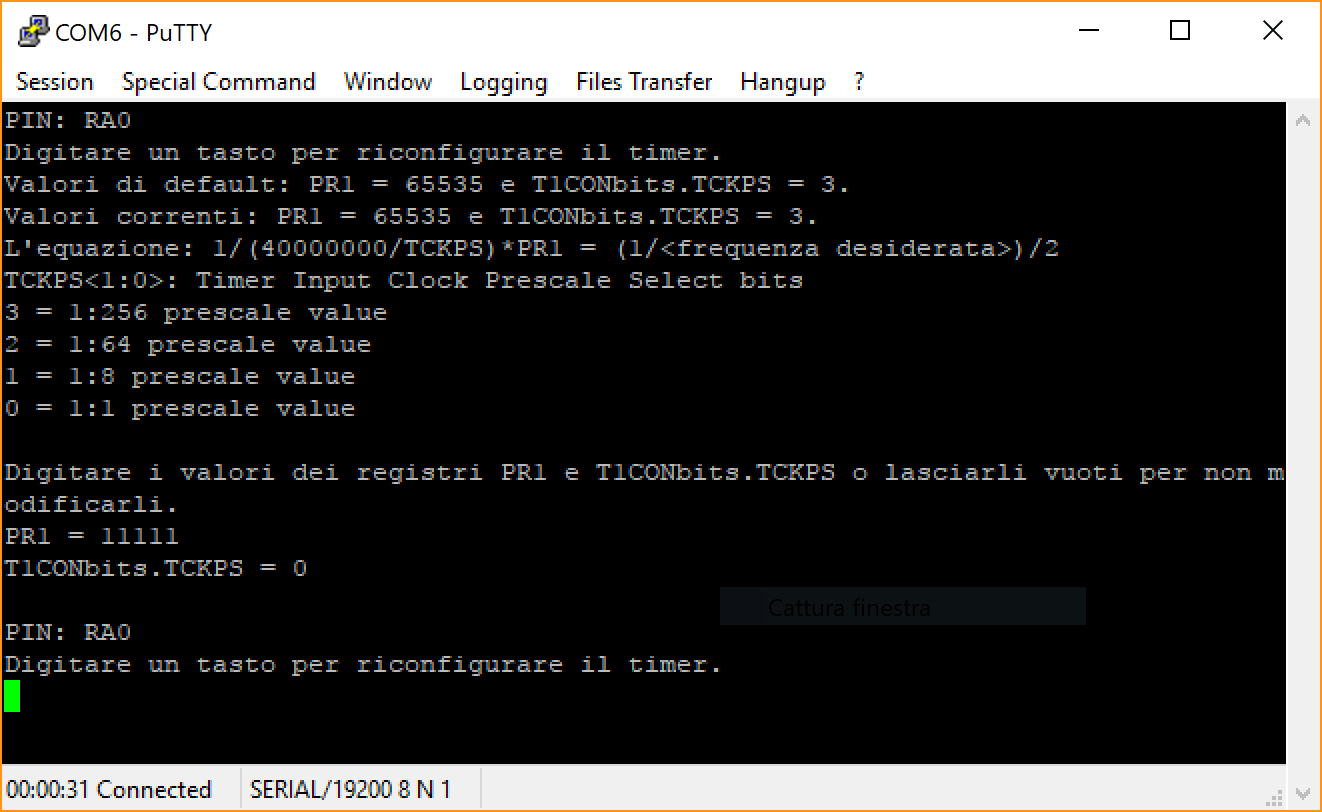 COM6 - PuTTY
Session Special Command Window Logging Files Transfer Hangup ?
PIN: RA0
Digitare un tasto per riconfigurare il timer.
Valori di default: PR1 = 65535 e T1CONbits.TCKPS = 3.
Valori correnti: PR1 = 65535 e T1CONbits.TCKPS = 3.
L'equazione: 1/(40000000/TCKPS)*PR1 = (1/<frequenza desiderata>)/2
TCKPS<1:0>: Timer Input Clock Prescale Select bits
3 = 1:256 prescale value
2 = 1:64 prescale value
1 = 1:8 prescale value
0 = 1:1 prescale value
Digitare i valori dei registri PR1 e T1CONbits.TCKPS o lasciarli vuoti per non m
odificarli.
PR1 = 11111
T1CONbits.TCKPS = 0
Cattura finestra
PIN: RA0
Digitare un tasto per riconfigurare il timer.
00:00:31 Connected SERIAL/19200 8 N 1